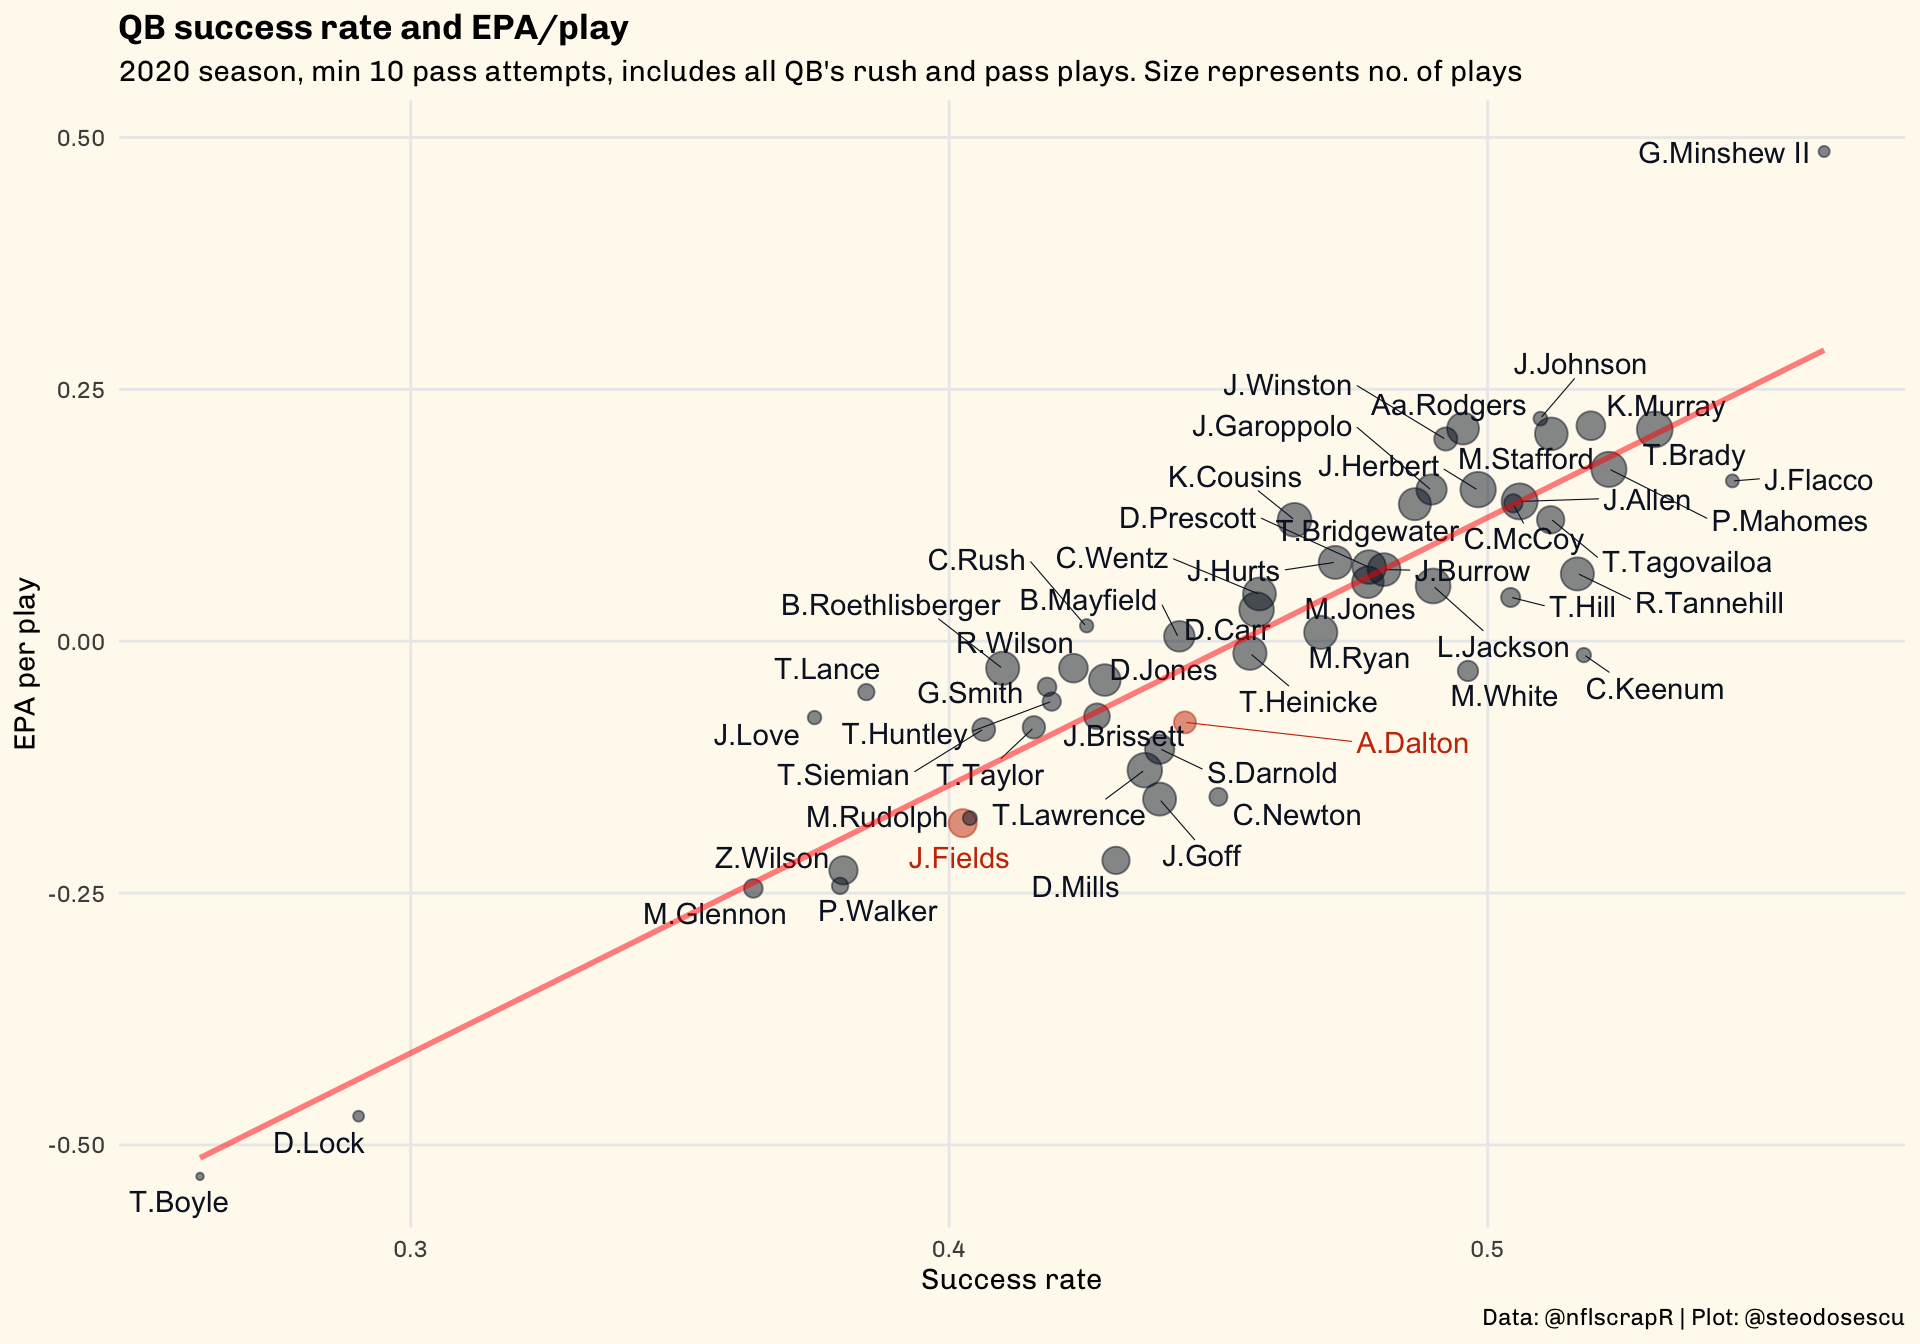 QB success rate and EPA/play
2020 season, min 10 pass attempts, includes all QB's rush and pass plays. Size represents no. of plays
0.50
G.Minshew II
J.Johnson
J.Winston
0.25
Aa.Rodgers
K.Murray
J.Garoppolo
T.Brady
M.Stafford
J.Herbert
K.Cousins
J.Flacco
J.Allen
D.Prescott
P.Mahomes
T.Bridgewater
C.McCoy
C.Rush
C.Wentz
T.Tagovailoa
J.Hurts
J.Burrow
B.Roethlisberger
B.Mayfield
M.Jones
T.Hill
R.Tannehill
D.Carr
0.00
R.Wilson
L.Jackson
M.Ryan
T.Lance
D.Jones
G.Smith
C.Keenum
M.White
T.Heinicke
J.Love
T.Huntley
J.Brissett
A.Dalton
T.Siemian
T.Taylor
S.Darnold
M.Rudolph
T.Lawrence
C.Newton
Z.Wilson
J.Fields
J.Goff
D.Mills
-0.25
M.Glennon
P.Walker
D.Lock
-0.50
T.Boyle
EPA per play
0.3
0.4
0.5
Success rate
Data: @nflscrapR | Plot: @steodosescu